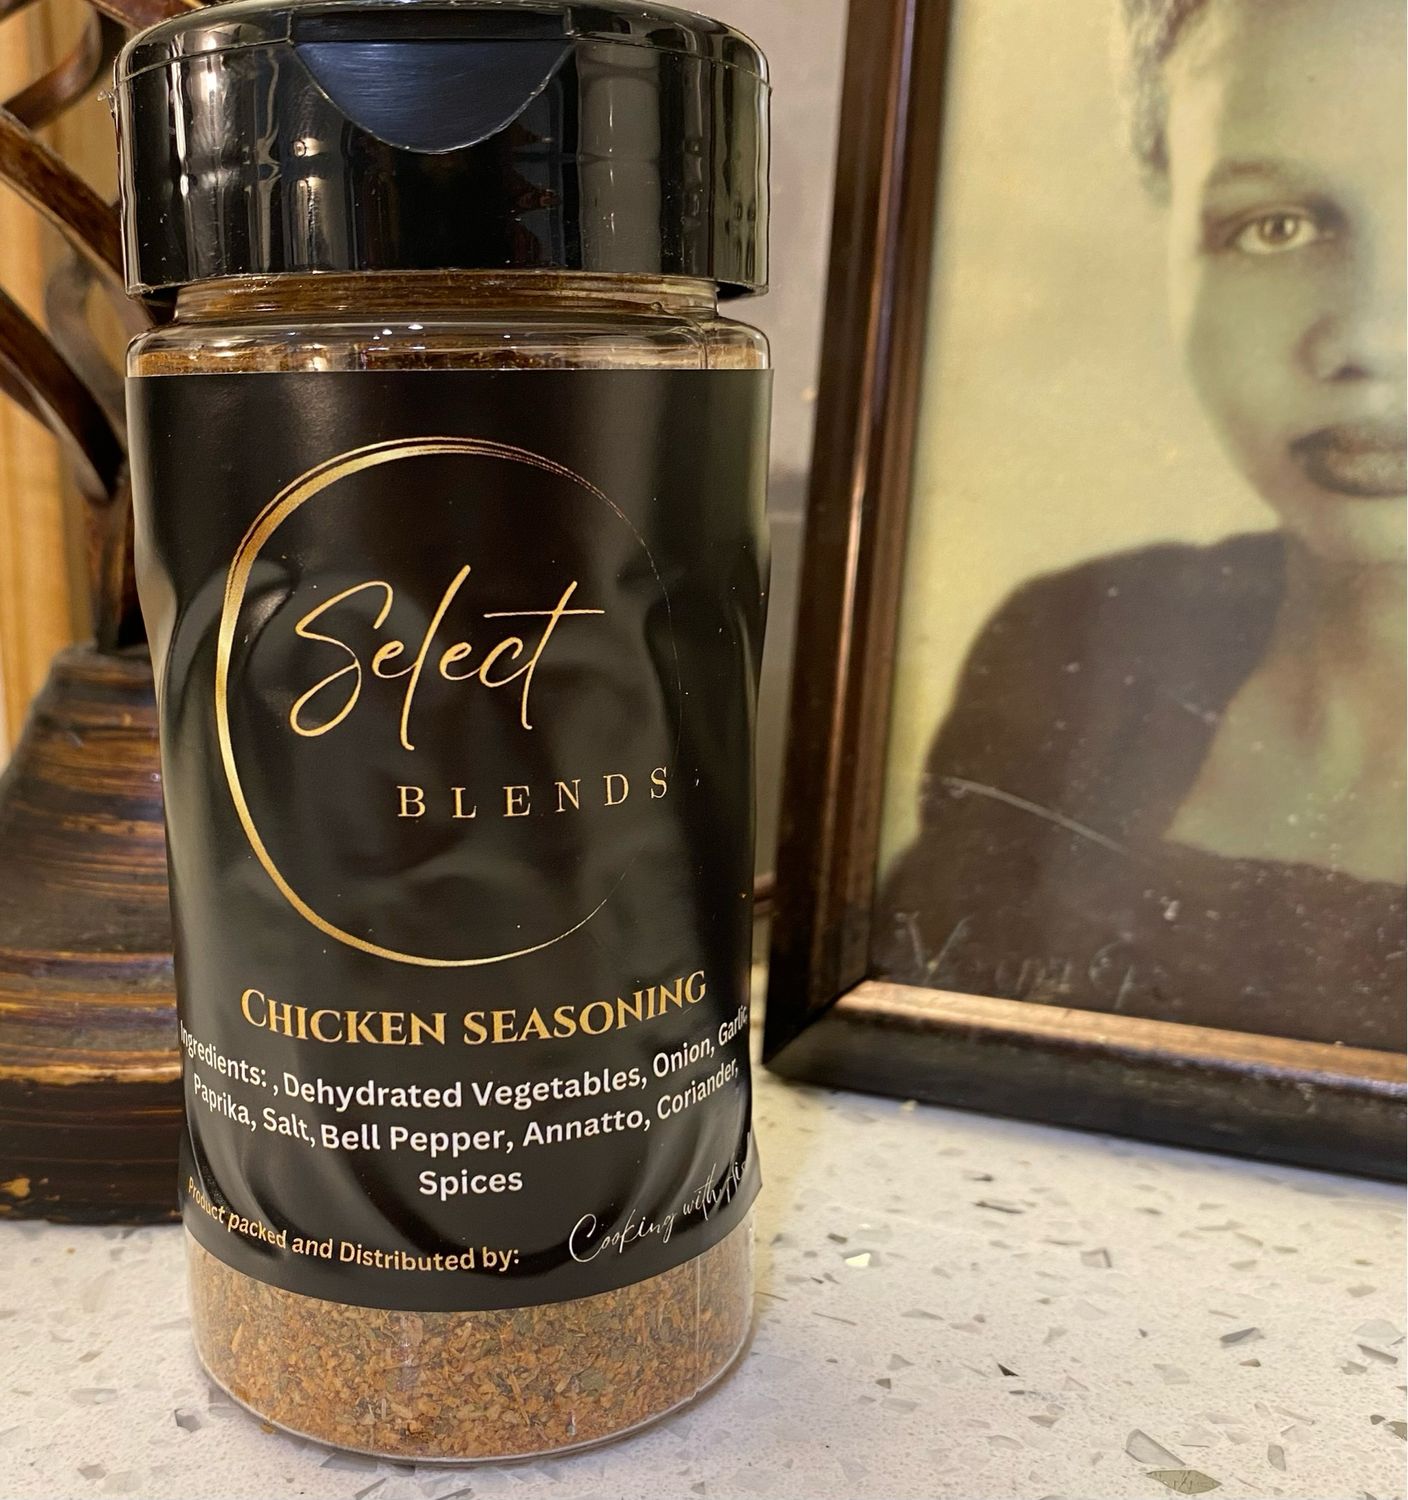 Select
BLENDS
CHICKEN SEASONING
Ingredients: , Dehydrated Vegetables, Onion, Garlic
Paprika, Salt, Bell Pepper, Annatto, Coriander,
Spices
Product packed and Distributed by:
Cooking with